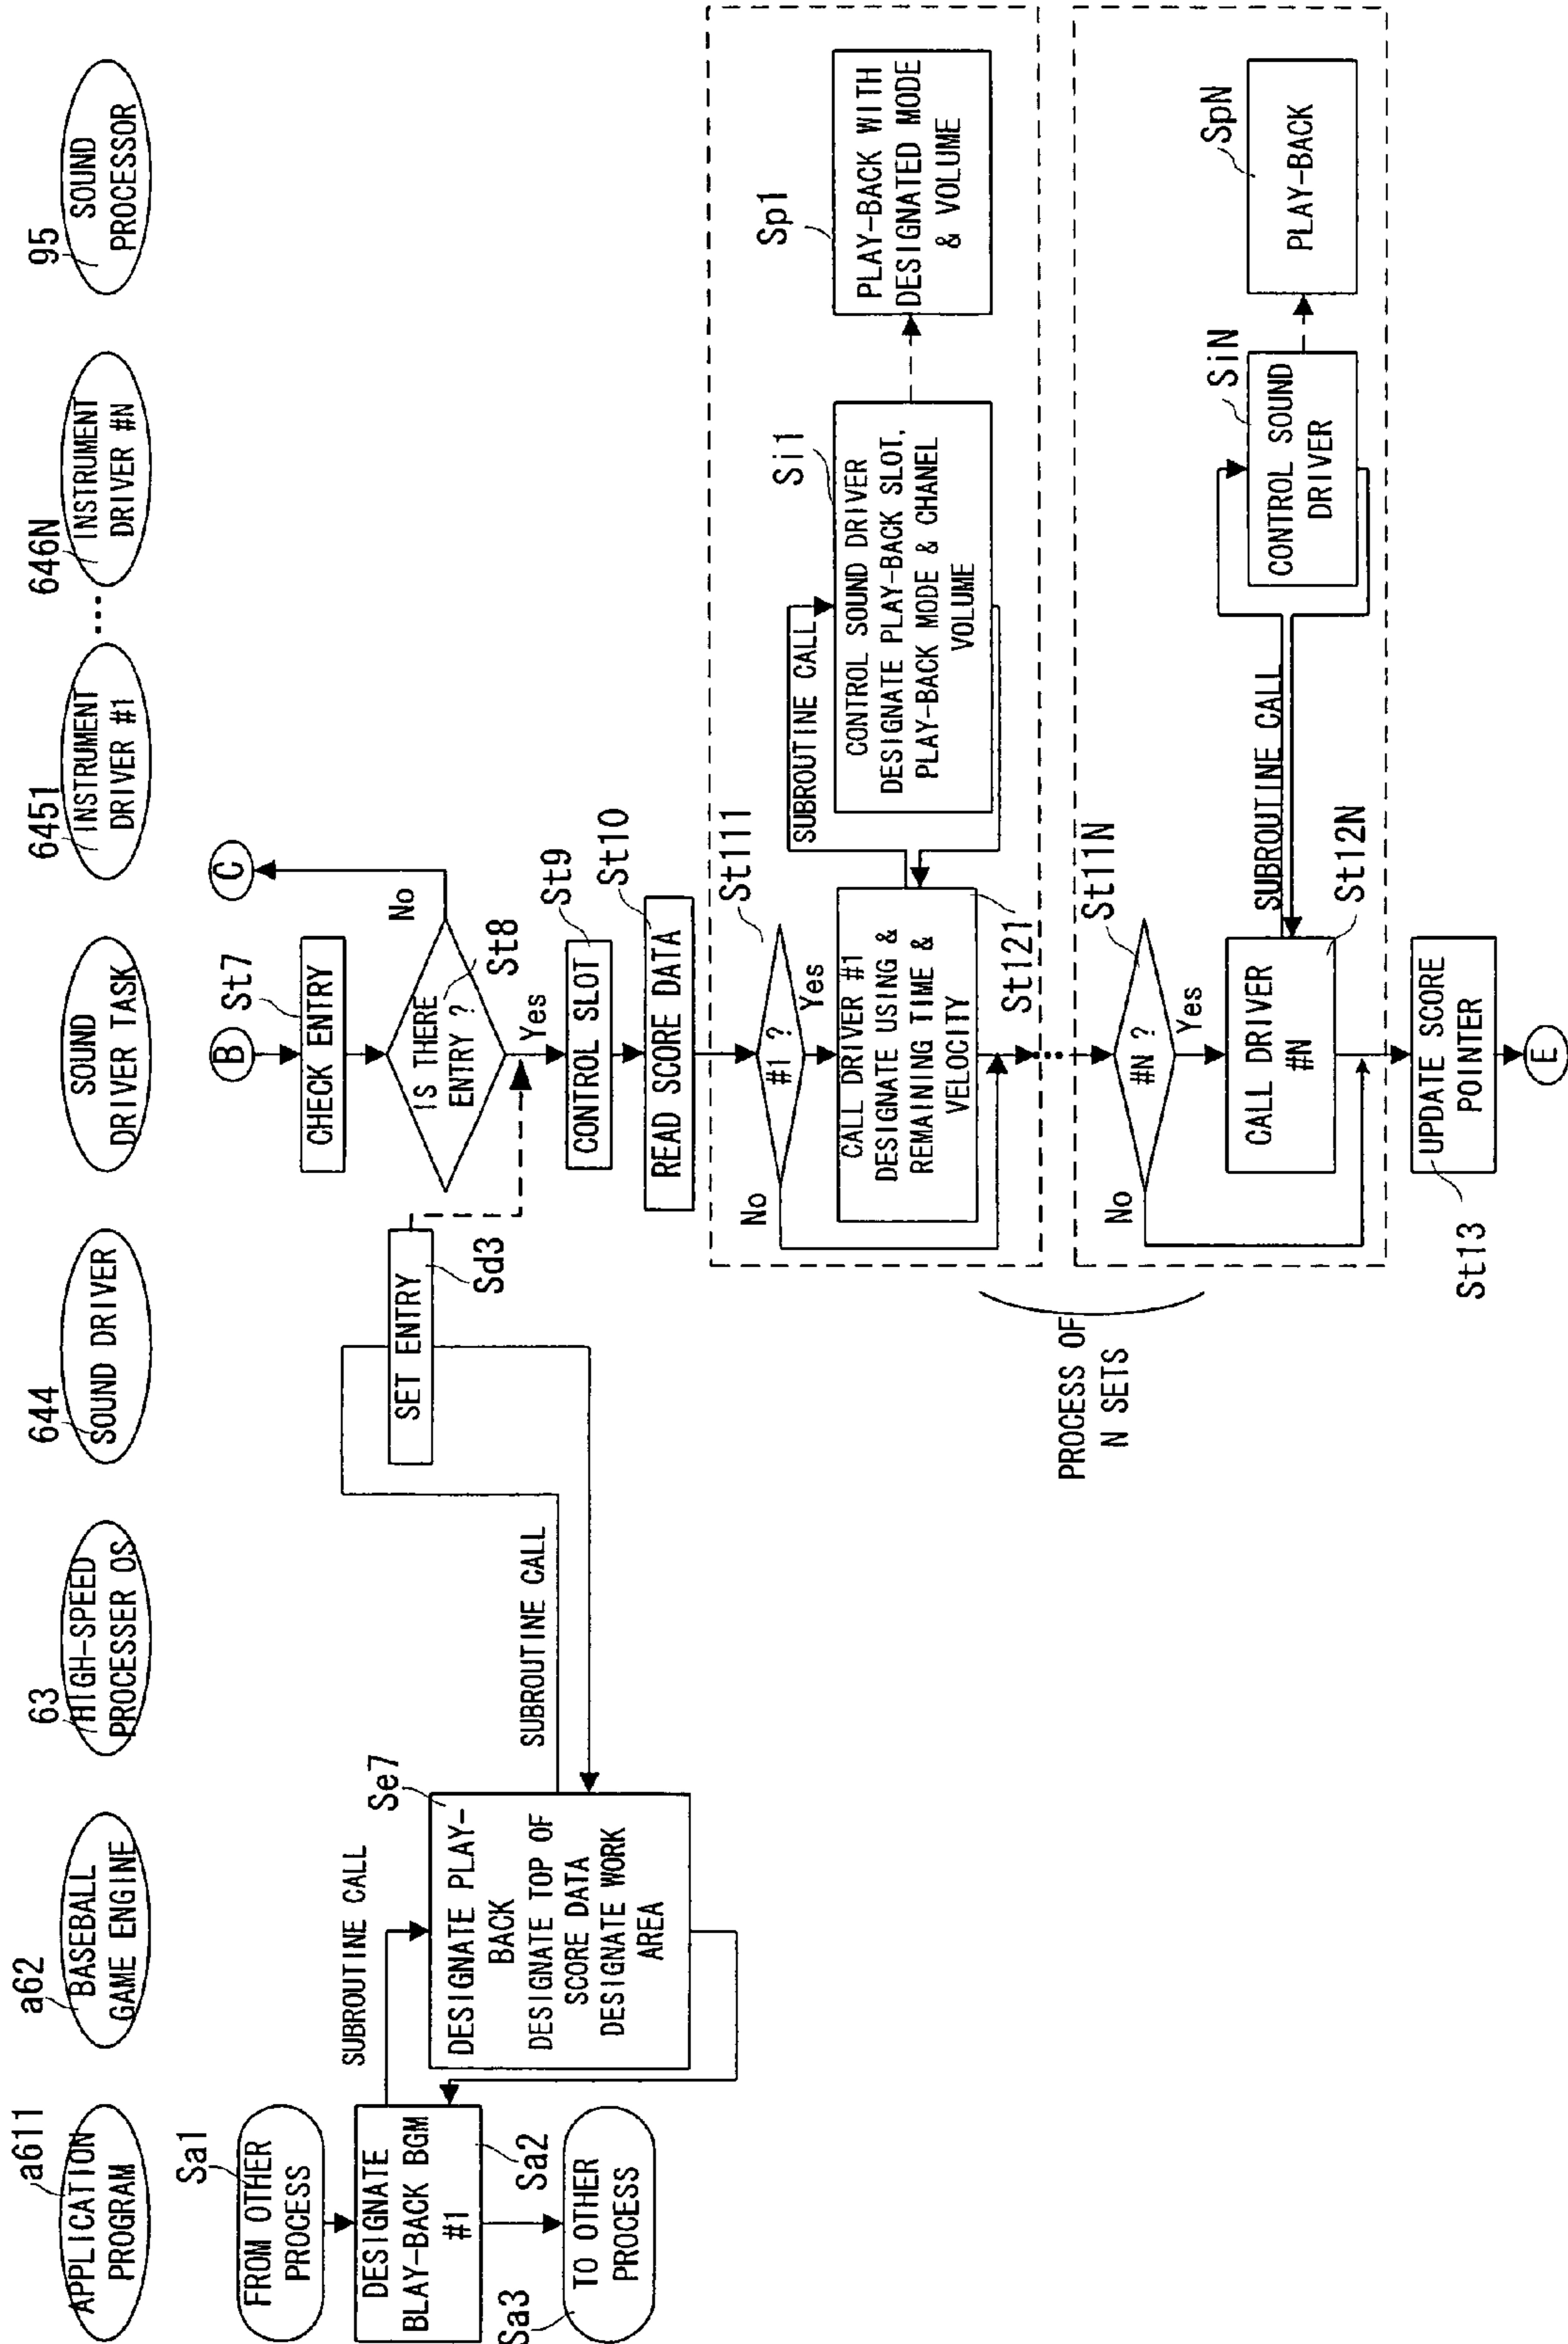 a611
APPLICATION
PROGRAM
a62
BASEBALL
GAME ENGINE
63
HIGH-SPEED
PROCESSER OS
644
SOUND DRIVER
SOUND
DRIVER TASK
6451
INSTRUMENT
DRIVER #1
...
646N
INSTRUMENT
DRIVER #N
95
SOUND
PROCESSOR
Sa1
FROM OTHER
PROCESS
DESIGNATE
BLAY-BACK BGM
#1
Sa2
TO OTHER
PROCESS
Sa3
SUBROUTINE CALL
Se7
DESIGNATE PLAY-
BACK
DESIGNATE TOP OF
SCORE DATA
DESIGNATE WORK
AREA
SUBROUTINE CALL
SET ENTRY
Sd3
B
St7
CHECK ENTRY
IS THERE
ENTRY ?
St8
No
C
Yes
CONTROL SLOT
St9
READ SCORE DATA
St10
#1 ?
St111
No
Yes
CALL DRIVER #1
DESIGNATE USING &
REMAINING TIME &
VELOCITY
St121
SUBROUTINE CALL
CONTROL SOUND DRIVER
DESIGNATE PLAY-BACK SLOT,
PLAY-BACK MODE & CHANEL
VOLUME
Si1
PLAY-BACK WITH
DESIGNATED MODE
& VOLUME
Sp1
PROCESS OF
N SETS
...
#N ?
St11N
No
Yes
CALL DRIVER
#N
St12N
SUBROUTINE CALL
CONTROL SOUND
DRIVER
SiN
PLAY-BACK
SpN
UPDATE SCORE
POINTER
St13
E